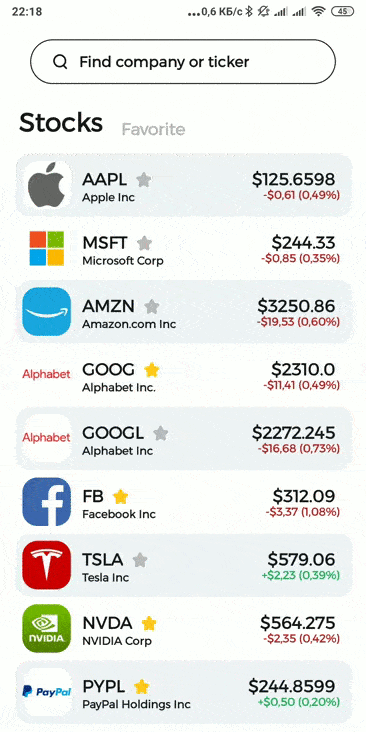 22:18 ...0,6 КБ/с 45
Find company or ticker
Stocks Favorite
AAPL $125.6598
Apple Inc -$0,61 (0,49%)
MSFT $244.33
Microsoft Corp -$0,85 (0,35%)
AMZN $3250.86
Amazon.com Inc -$19,53 (0,60%)
Alphabet GOOG $2310.0
Alphabet Inc. -$11,41 (0,49%)
Alphabet GOOGL $2272.245
Alphabet Inc -$16,68 (0,73%)
FB $312.09
Facebook Inc -$3,37 (1,08%)
TSLA $579.06
Tesla Inc +$2,23 (0,39%)
NVDA $564.275
NVIDIA NVIDIA Corp -$2,35 (0,42%)
PayPal PYPL $244.8599
PayPal Holdings Inc +$0,50 (0,20%)